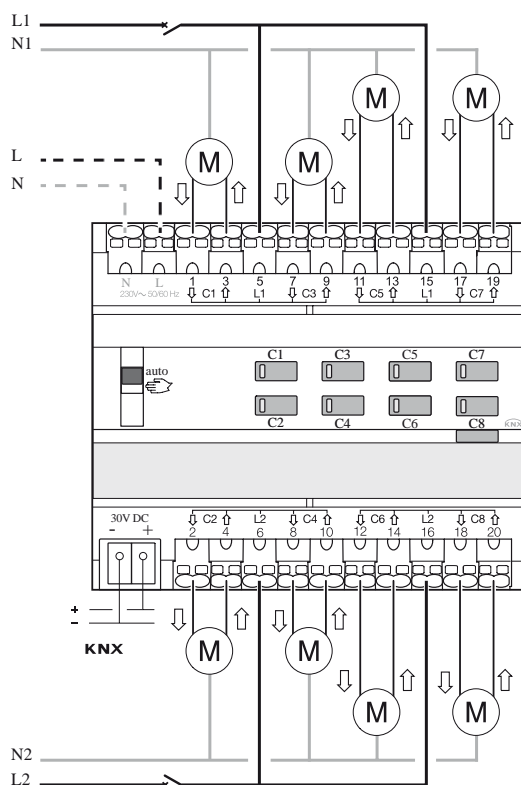 L1
N1
M M M M
L
N
N L 1 3 5 7 9 11 13 15 17 19
230V~ 50/60 Hz C1 L1 C3 C5 L1 C7
auto
C1 C3 C5 C7
C2 C4 C6 C8
KNX
30V DC
- +
C2 L2 C4 C6 L2 C8
2 4 6 8 10 12 14 16 18 20
+
-
KNX
M M M M
N2
L2